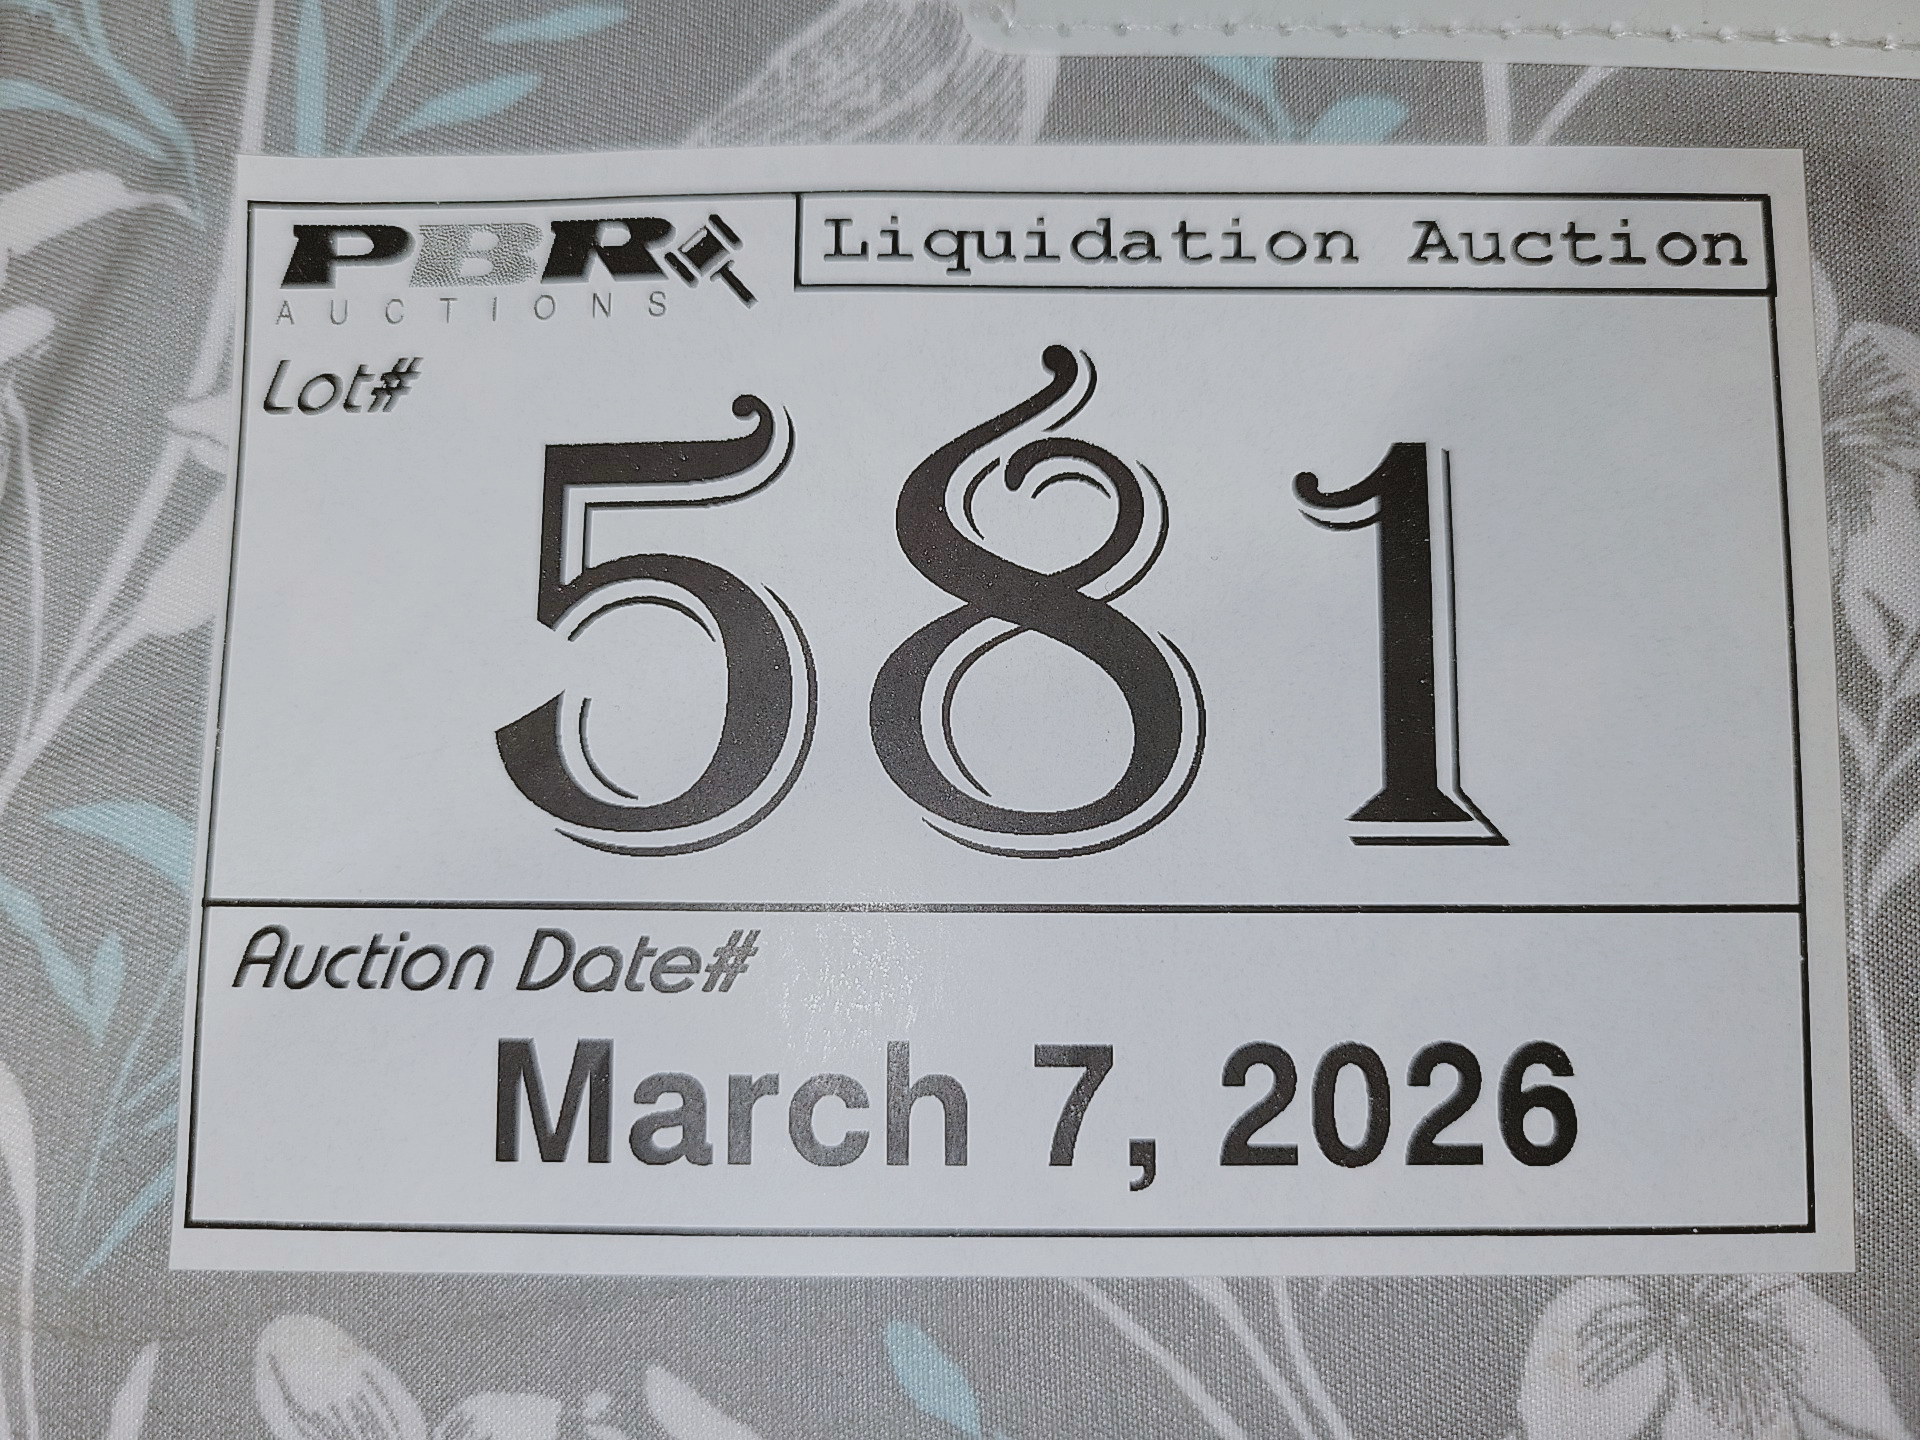 PBR
AUCTIONS
Liquidation Auction
Lot#
581
Auction Date#
March 7, 2026